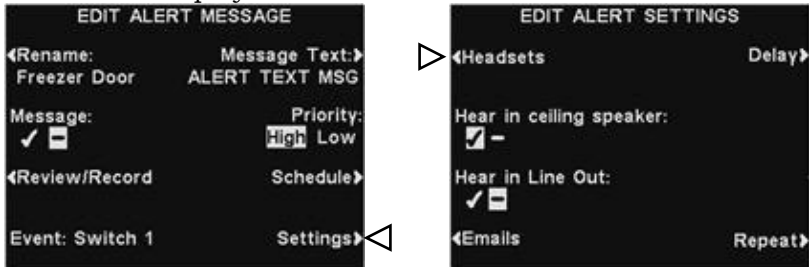 EDIT ALERT MESSAGE
Rename: Message Text:
Freezer Door ALERT TEXT MSG
Message: Priority:
✓ – High Low
Review/Record Schedule
Event: Switch 1 Settings
EDIT ALERT SETTINGS
Headsets Delay
Hear in ceiling speaker:
✓ –
Hear in Line Out:
✓ –
Emails Repeat